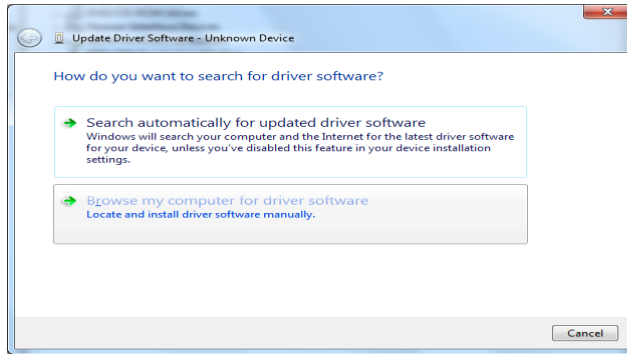 Update Driver Software - Unknown Device
How do you want to search for driver software?
Search automatically for updated driver software
Windows will search your computer and the Internet for the latest driver software
for your device, unless you've disabled this feature in your device installation
settings.
Browse my computer for driver software
Locate and install driver software manually.
Cancel